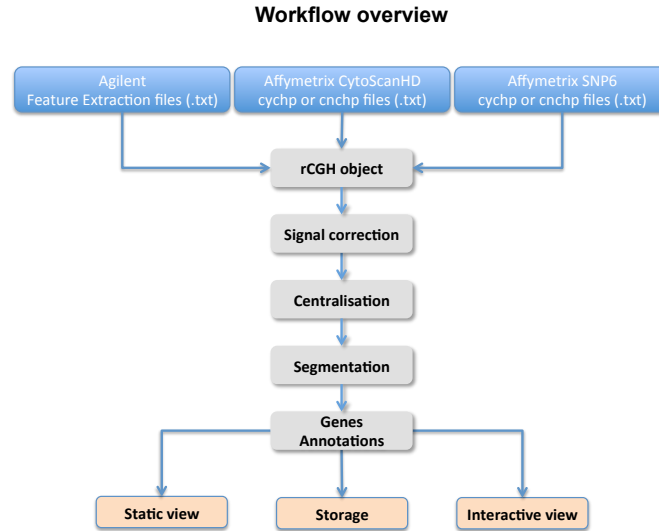 Workflow overview
Agilent
Feature Extraction files (.txt)
Affymetrix CytoScanHD
cychp or cnchp files (.txt)
Affymetrix SNP6
cychp or cnchp files (.txt)
rCGH object
Signal correction
Centralisation
Segmentation
Genes
Annotations
Static view
Storage
Interactive view